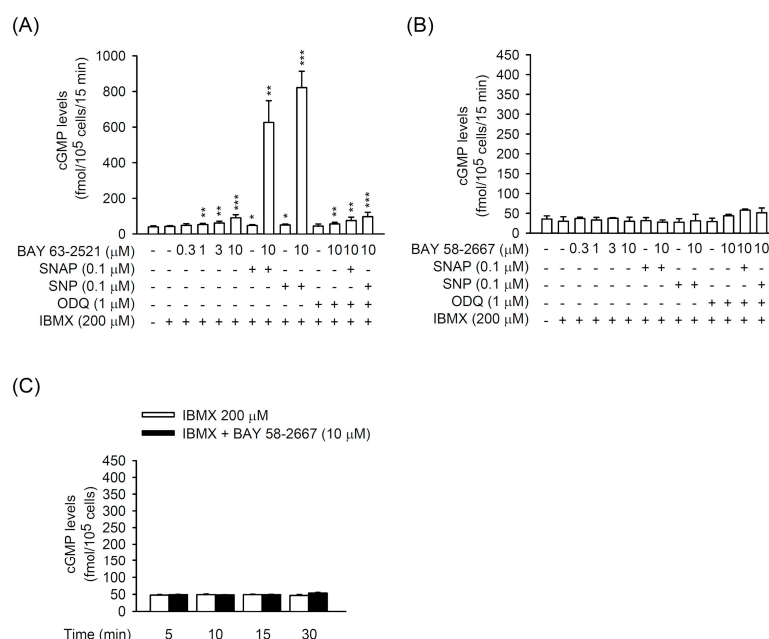 (A)
1000
800
600
400
200
0
cGMP levels
(fmol/10⁵ cells/15 min)
** ** *** * ** * *** ** ** ***
BAY 63-2521 (μM) - - 0.3 1 3 10 - 10 - 10 - 10 10 10
SNAP (0.1 μM) - - - - - - + + - - - - + -
SNP (0.1 μM) - - - - - - - - + + - - - +
ODQ (1 μM) - - - - - - - - - - + + + +
IBMX (200 μM) - + + + + + + + + + + + + +
(B)
450
400
350
300
250
200
150
100
50
0
cGMP levels
(fmol/10⁵ cells/15 min)
BAY 58-2667 (μM) - - 0.3 1 3 10 - 10 - 10 - 10 10 10
SNAP (0.1 μM) - - - - - - + + - - - - + -
SNP (0.1 μM) - - - - - - - - + + - - - +
ODQ (1 μM) - - - - - - - - - - + + + +
IBMX (200 μM) - + + + + + + + + + + + + +
(C)
IBMX 200 μM
IBMX + BAY 58-2667 (10 μM)
450
400
350
300
250
200
150
100
50
0
cGMP levels
(fmol/10⁵ cells)
Time (min) 5 10 15 30